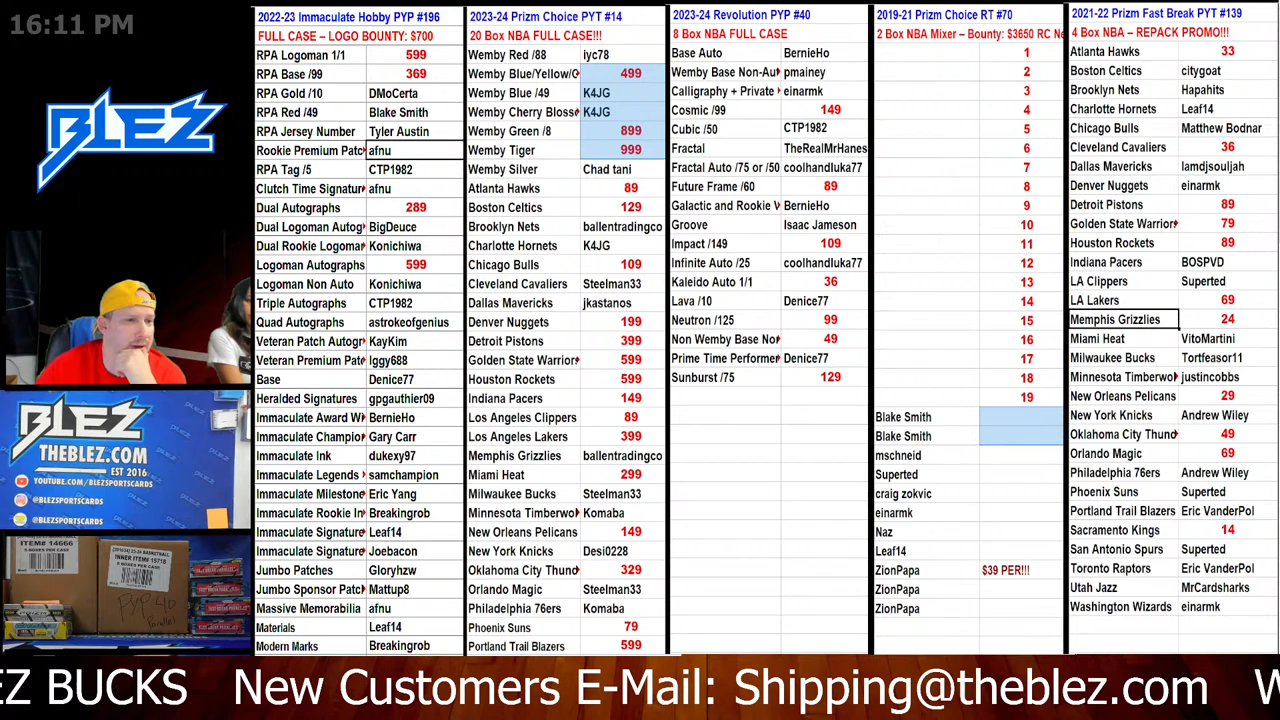 16:11 PM
BLEZ
BLEZ
THEBLEZ.COM
EST 2016
YOUTUBE.COM/BLEZSPORTSCARDS
@BLEZSPORTSCARDS
@BLEZSPORTSCARDS
ITEM# 14666
INNER ITEM# 15718
2022-23 Immaculate Hobby PYP #196
FULL CASE – LOGO BOUNTY: $700
RPA Logoman 1/1 599
RPA Base /99 369
RPA Gold /10 DMoCerta
RPA Red /49 Blake Smith
RPA Jersey Number Tyler Austin
Rookie Premium Patc afnu
RPA Tag /5 CTP1982
Clutch Time Signatur afnu
Dual Autographs 289
Dual Logoman Autog BigDeuce
Dual Rookie Logoma Konichiwa
Logoman Autographs 599
Logoman Non Auto Konichiwa
Triple Autographs CTP1982
Quad Autographs astrokeofgenius
Veteran Patch Autogr KayKim
Veteran Premium Pat Iggy688
Base Denice77
Heralded Signatures gpgauthier09
Immaculate Award Wi BernieHo
Immaculate Champio Gary Carr
Immaculate Ink dukexy97
Immaculate Legends samchampion
Immaculate Milestone Eric Yang
Immaculate Rookie In Breakingrob
Immaculate Signature Leaf14
Immaculate Signature Joebacon
Jumbo Patches Gloryhzw
Jumbo Sponsor Patc Mattup8
Massive Memorabilia afnu
Materials Leaf14
Modern Marks Breakingrob
2023-24 Prizm Choice PYT #14
20 Box NBA FULL CASE!!!
Wemby Red /88 iyc78
Wemby Blue/Yellow/G 499
Wemby Blue /49 K4JG
Wemby Cherry Bloss K4JG
Wemby Green /8 899
Wemby Tiger 999
Wemby Silver Chad tani
Atlanta Hawks 89
Boston Celtics 129
Brooklyn Nets ballentradingco
Charlotte Hornets K4JG
Chicago Bulls 109
Cleveland Cavaliers Steelman33
Dallas Mavericks jkastanos
Denver Nuggets 199
Detroit Pistons 399
Golden State Warrior 599
Houston Rockets 599
Indiana Pacers 149
Los Angeles Clippers 89
Los Angeles Lakers 399
Memphis Grizzlies ballentradingco
Miami Heat 299
Milwaukee Bucks Steelman33
Minnesota Timberwo Komaba
New Orleans Pelicans 149
New York Knicks Desi0228
Oklahoma City Thund 329
Orlando Magic Steelman33
Philadelphia 76ers Komaba
Phoenix Suns 79
Portland Trail Blazers 599
2023-24 Revolution PYP #40
8 Box NBA FULL CASE
Base Auto BernieHo
Wemby Base Non-Au pmainey
Calligraphy + Private einarmk
Cosmic /99 149
Cubic /50 CTP1982
Fractal TheRealMrHanes
Fractal Auto /75 or /50 coolhandluka77
Future Frame /60 89
Galactic and Rookie V BernieHo
Groove Isaac Jameson
Impact /149 109
Infinite Auto /25 coolhandluka77
Kaleido Auto 1/1 36
Lava /10 Denice77
Neutron /125 99
Non Wemby Base No 49
Prime Time Performer Denice77
Sunburst /75 129
2019-21 Prizm Choice RT #70
2 Box NBA Mixer – Bounty: $3650 RC Ne
1
2
3
4
5
6
7
8
9
10
11
12
13
14
15
16
17
18
19
Blake Smith
Blake Smith
mschneid
Superted
craig zokvic
einarmk
Naz
Leaf14
ZionPapa $39 PER!!!
ZionPapa
ZionPapa
2021-22 Prizm Fast Break PYT #139
4 Box NBA – REPACK PROMO!!!
Atlanta Hawks 33
Boston Celtics citygoat
Brooklyn Nets Hapahits
Charlotte Hornets Leaf14
Chicago Bulls Matthew Bodnar
Cleveland Cavaliers 36
Dallas Mavericks Iamdjsouljah
Denver Nuggets einarmk
Detroit Pistons 89
Golden State Warrior 79
Houston Rockets 89
Indiana Pacers BOSPVD
LA Clippers Superted
LA Lakers 69
Memphis Grizzlies 24
Miami Heat VitoMartini
Milwaukee Bucks Tortfeasor11
Minnesota Timberwo justincobbs
New Orleans Pelicans 29
New York Knicks Andrew Wiley
Oklahoma City Thund 49
Orlando Magic 69
Philadelphia 76ers Andrew Wiley
Phoenix Suns Superted
Portland Trail Blazers Eric VanderPol
Sacramento Kings 14
San Antonio Spurs Superted
Toronto Raptors Eric VanderPol
Utah Jazz MrCardsharks
Washington Wizards einarmk
EZ BUCKS New Customers E-Mail: Shipping@theblez.com W